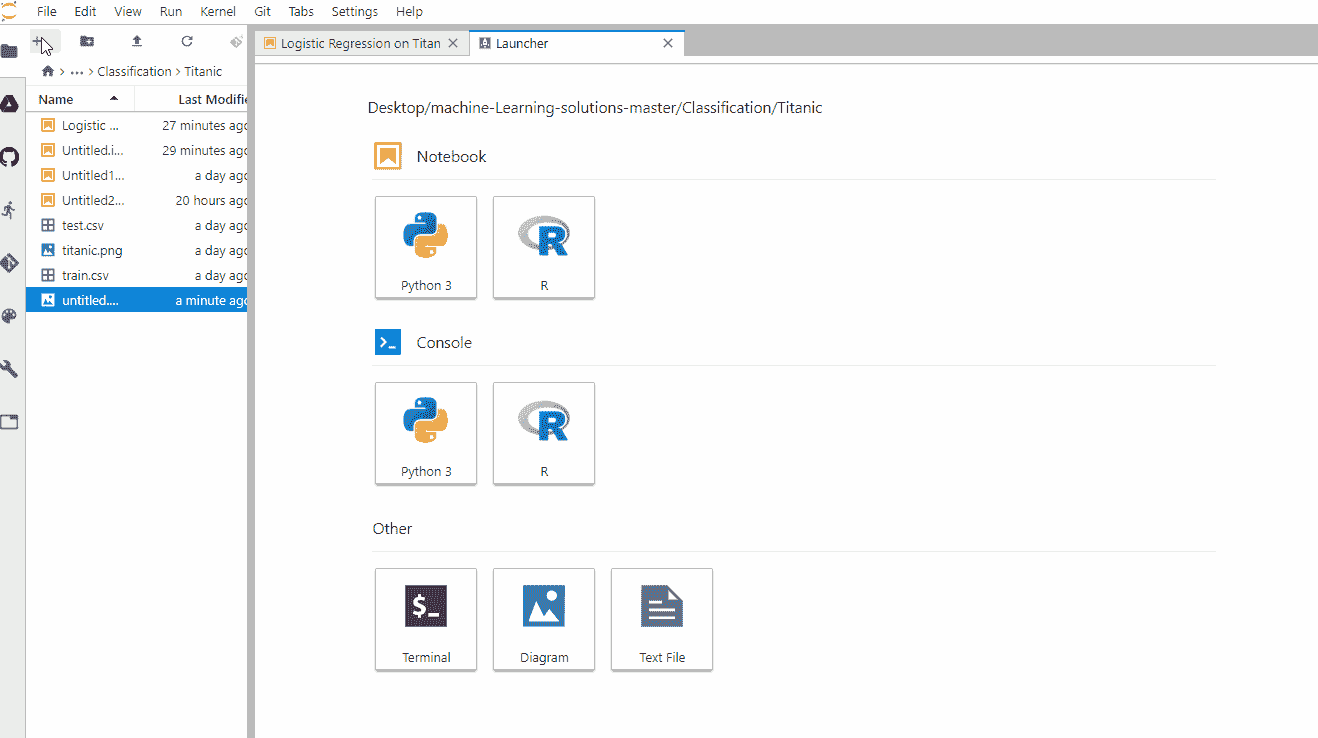 File Edit View Run Kernel Git Tabs Settings Help
Logistic Regression on Titan
Launcher
… > Classification > Titanic
Name Last Modifie
Logistic ... 27 minutes ago
Untitled.i... 29 minutes ago
Untitled1... a day ago
Untitled2... 20 hours ago
test.csv a day ago
titanic.png a day ago
train.csv a day ago
untitled.... a minute ago
Desktop/machine-Learning-solutions-master/Classification/Titanic
Notebook
Python 3 R
Console
Python 3 R
Other
$_
Terminal Diagram Text File